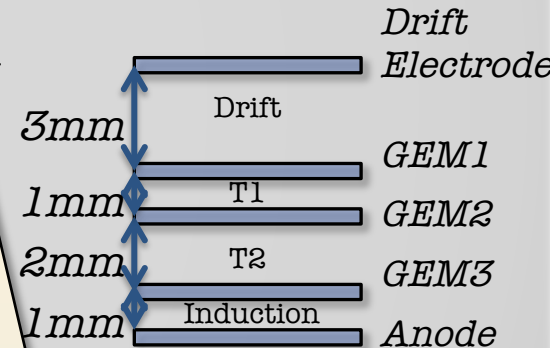 Drift
Electrode
Drift
3mm
GEM1
T1
1mm
GEM2
T2
2mm
GEM3
Induction
1mm
Anode